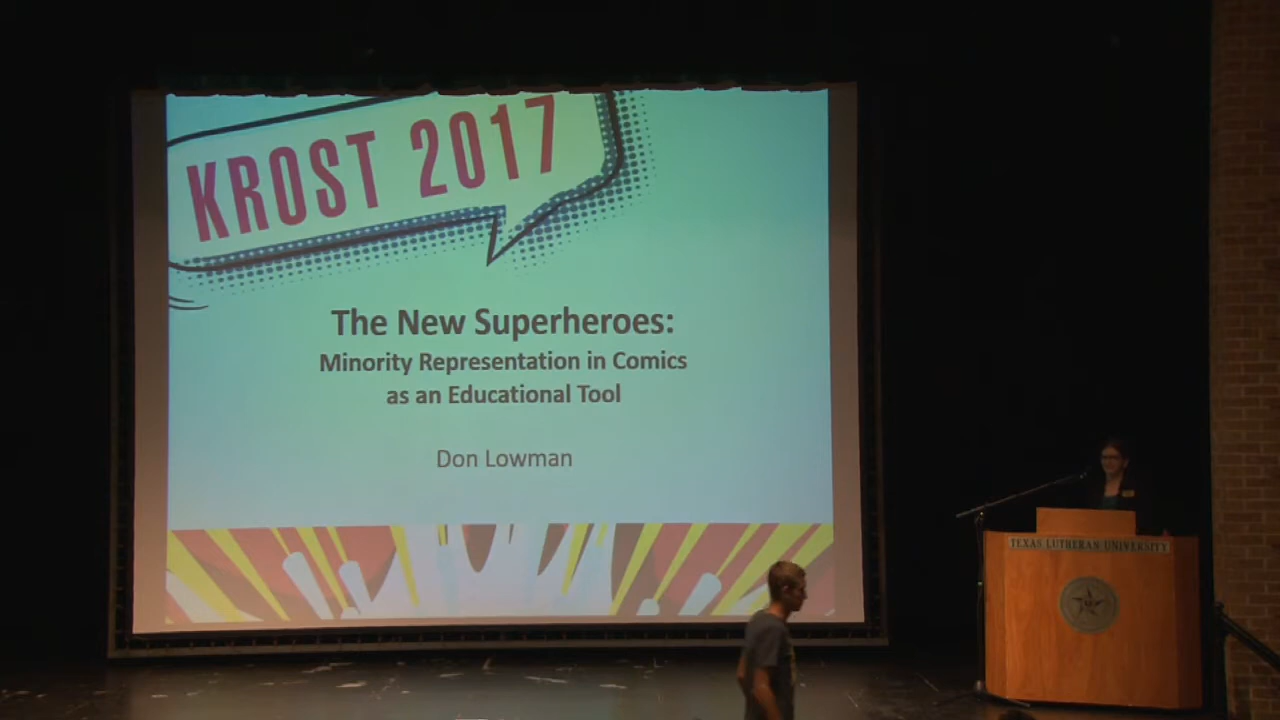 KROST 2017
The New Superheroes:
Minority Representation in Comics
as an Educational Tool
Don Lowman
TEXAS LUTHERAN UNIVERSITY